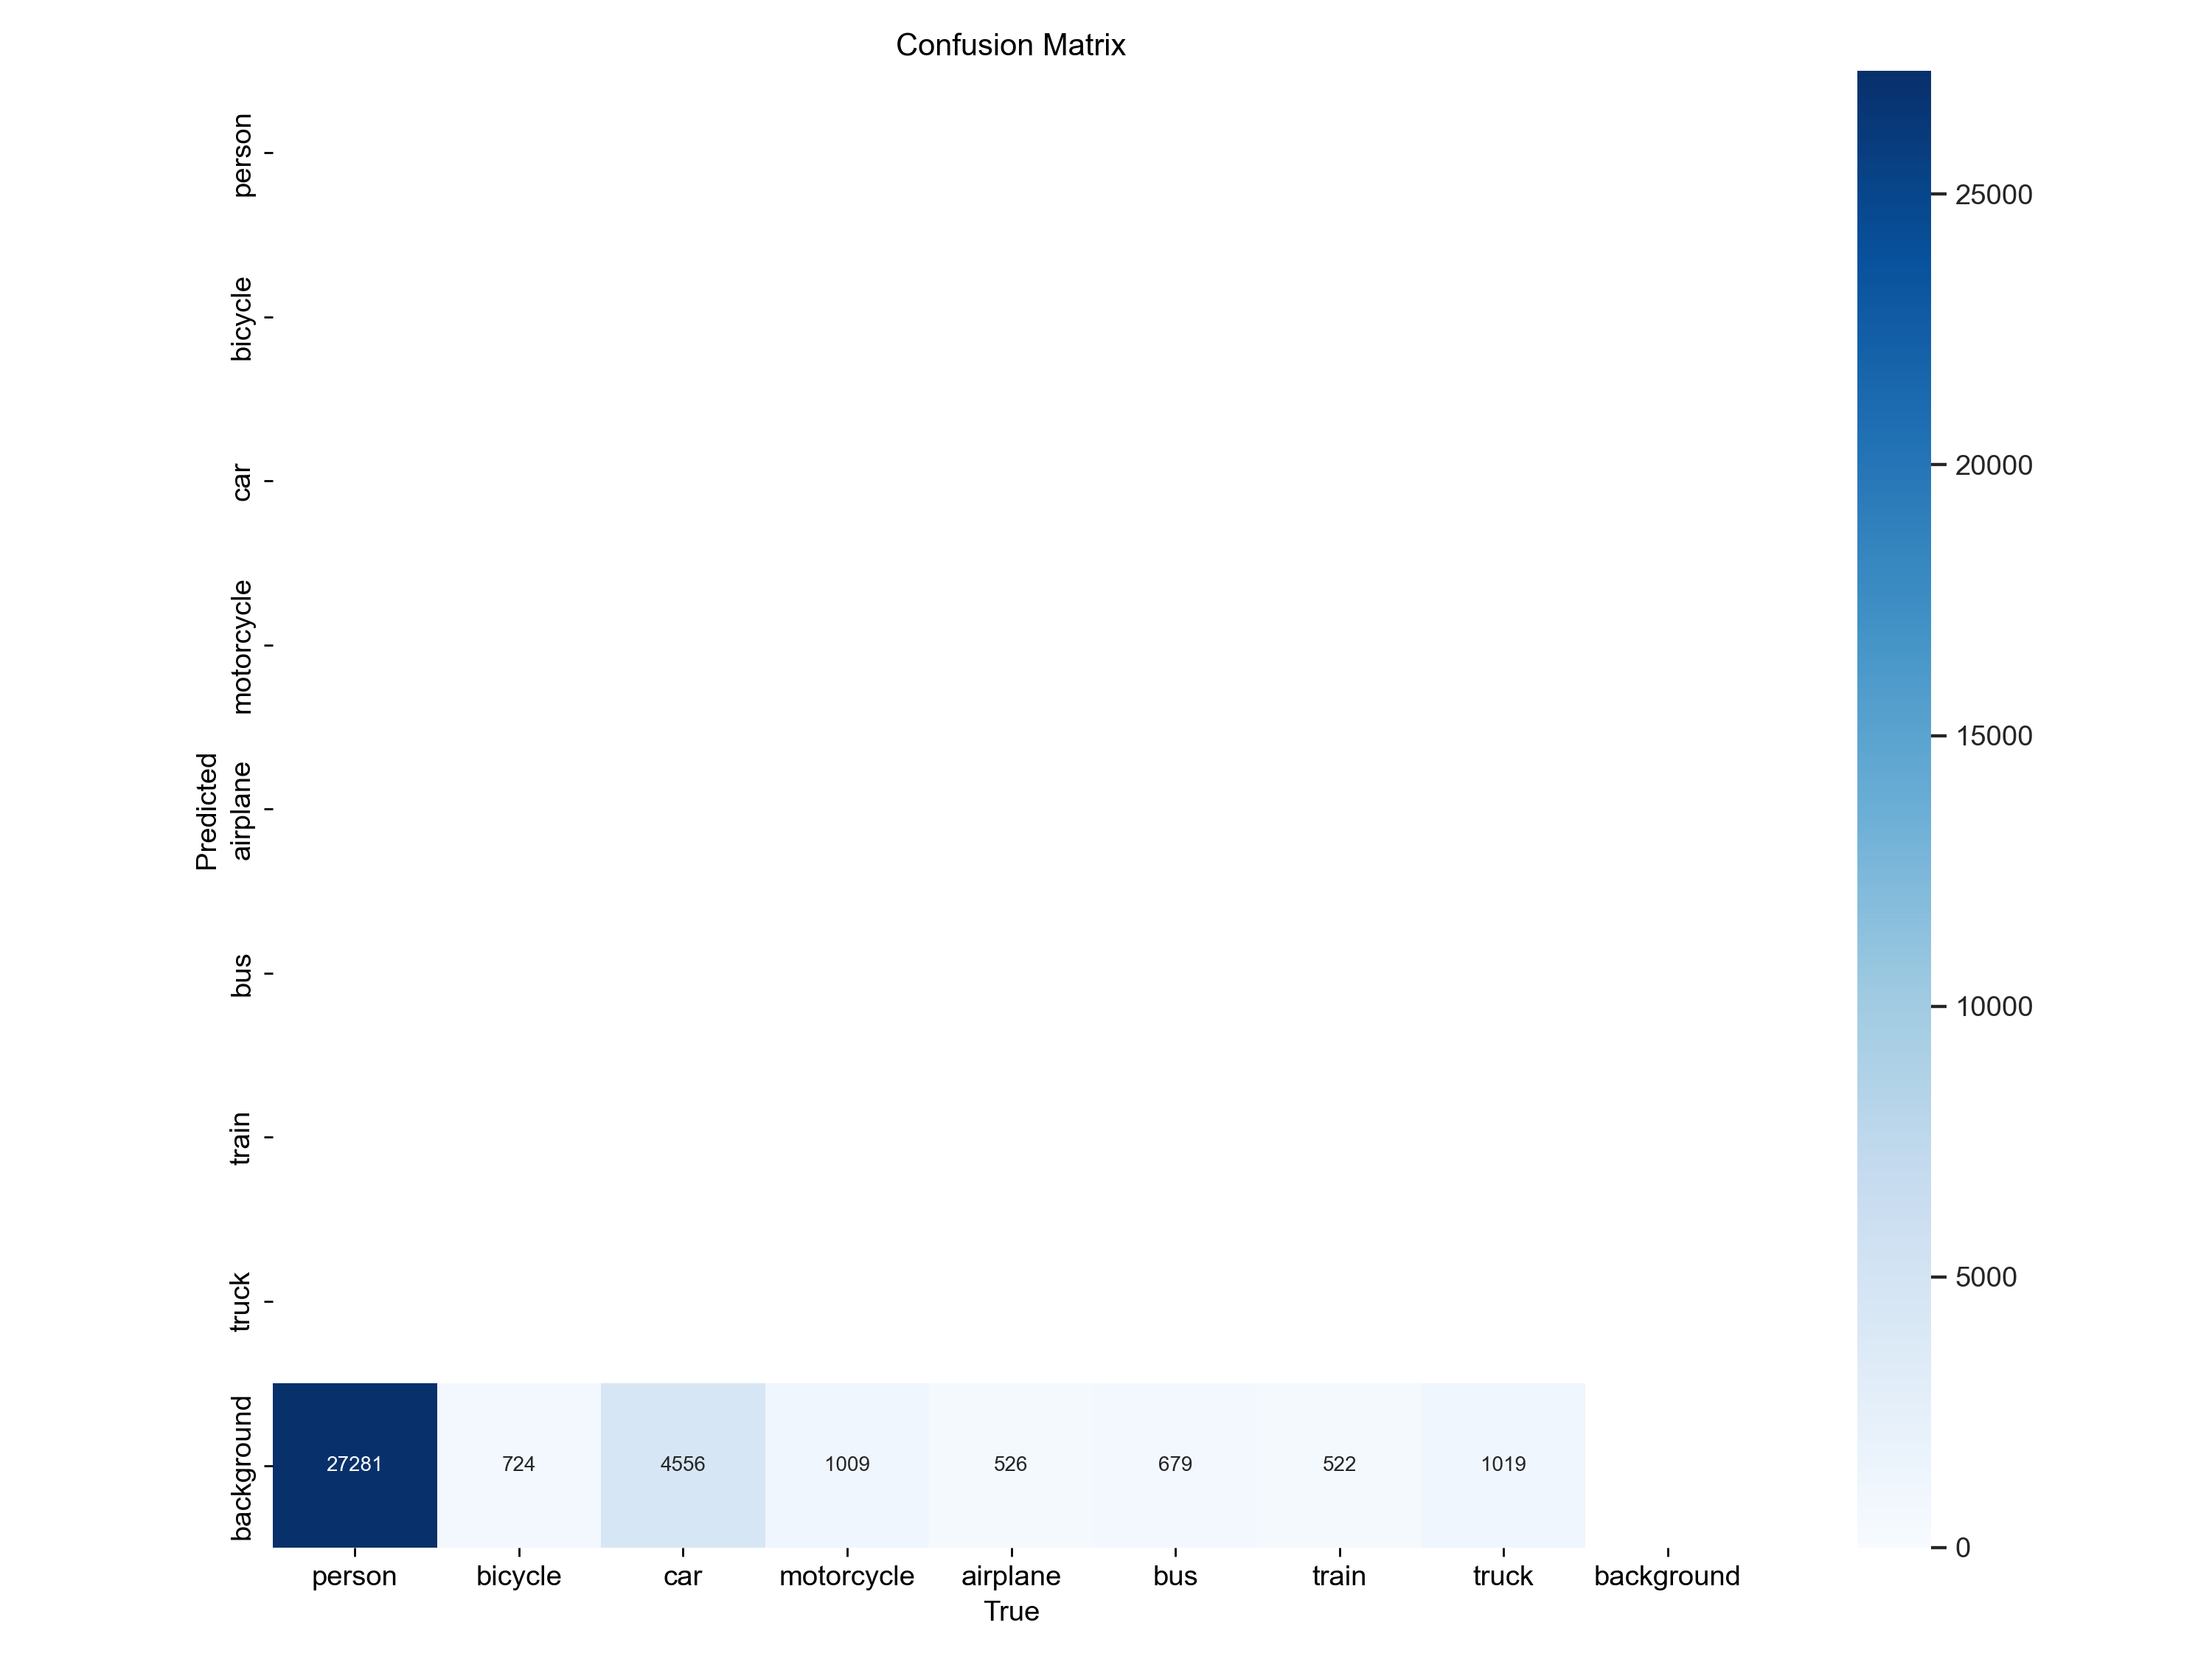 Confusion Matrix
person
bicycle
car
motorcycle
airplane
bus
train
truck
background
Predicted
27281 724 4556 1009 526 679 522 1019
person bicycle car motorcycle airplane bus train truck background
True
25000
20000
15000
10000
5000
0